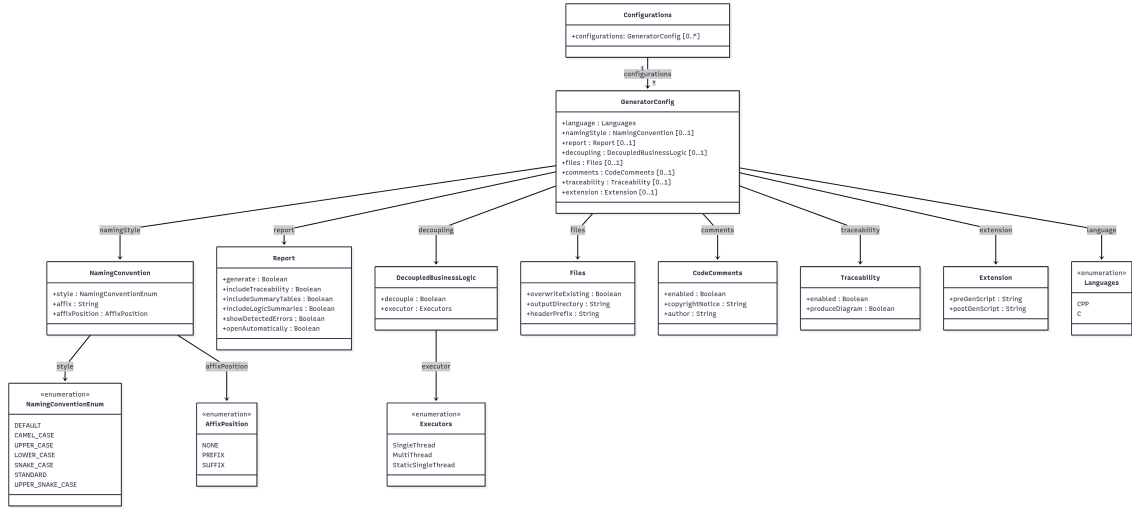 Configurations
+configurations: GeneratorConfig [0..*]
1
configurations
*
GeneratorConfig
+language : Languages
+namingStyle : NamingConvention [0..1]
+report : Report [0..1]
+decoupling : DecoupledBusinessLogic [0..1]
+files : Files [0..1]
+comments : CodeComments [0..1]
+traceability : Traceability [0..1]
+extension : Extension [0..1]
namingStyle
report
decoupling
files
comments
traceability
extension
language
NamingConvention
+style : NamingConventionEnum
+affix : String
+affixPosition : AffixPosition
Report
+generate : Boolean
+includeTraceability : Boolean
+includeSummaryTables : Boolean
+includeLogicSummaries : Boolean
+showDetectedErrors : Boolean
+openAutomatically : Boolean
DecoupledBusinessLogic
+decouple : Boolean
+executor : Executors
Files
+overwriteExisting : Boolean
+outputDirectory : String
+headerPrefix : String
CodeComments
+enabled : Boolean
+copyrightNotice : String
+author : String
Traceability
+enabled : Boolean
+produceDiagram : Boolean
Extension
+preGenScript : String
+postGenScript : String
«enumeration»
Languages
CPP
C
style
affixPosition
executor
«enumeration»
NamingConventionEnum
DEFAULT
CAMEL_CASE
UPPER_CASE
LOWER_CASE
SNAKE_CASE
STANDARD
UPPER_SNAKE_CASE
«enumeration»
AffixPosition
NONE
PREFIX
SUFFIX
«enumeration»
Executors
SingleThread
MultiThread
StaticSingleThread